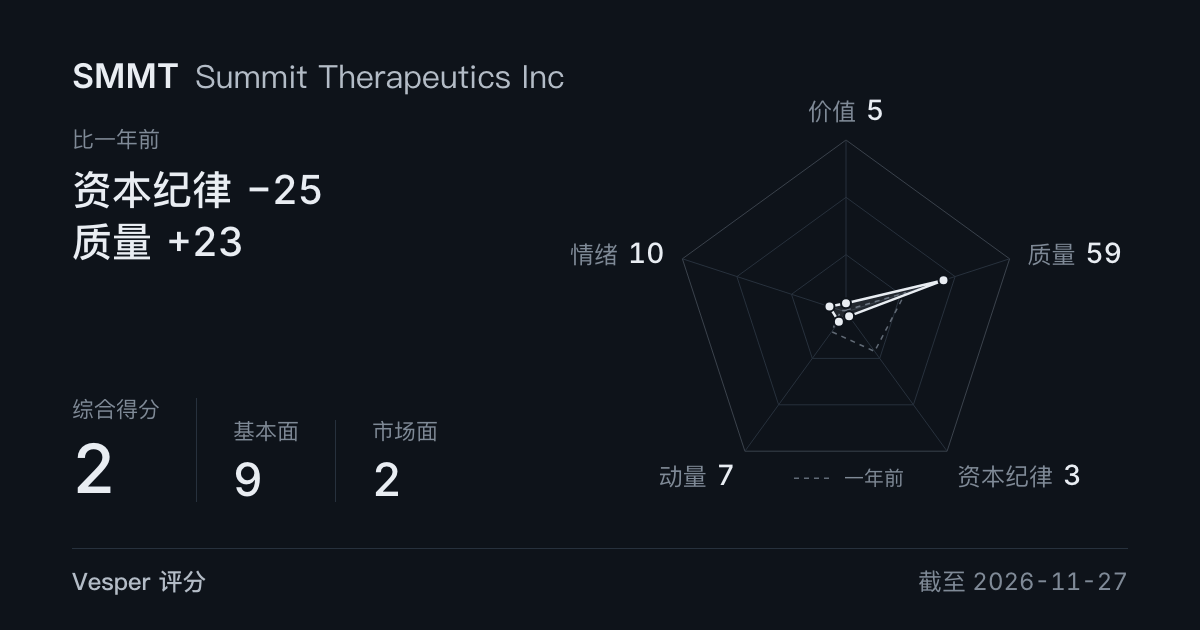 SMMT Summit Therapeutics Inc
比一年前
资本纪律 −25
质量 +23
价值 5
情绪 10
质量 59
动量 7
---- 一年前
资本纪律 3
综合得分
2
基本面
9
市场面
2
Vesper 评分
截至 2026-11-27